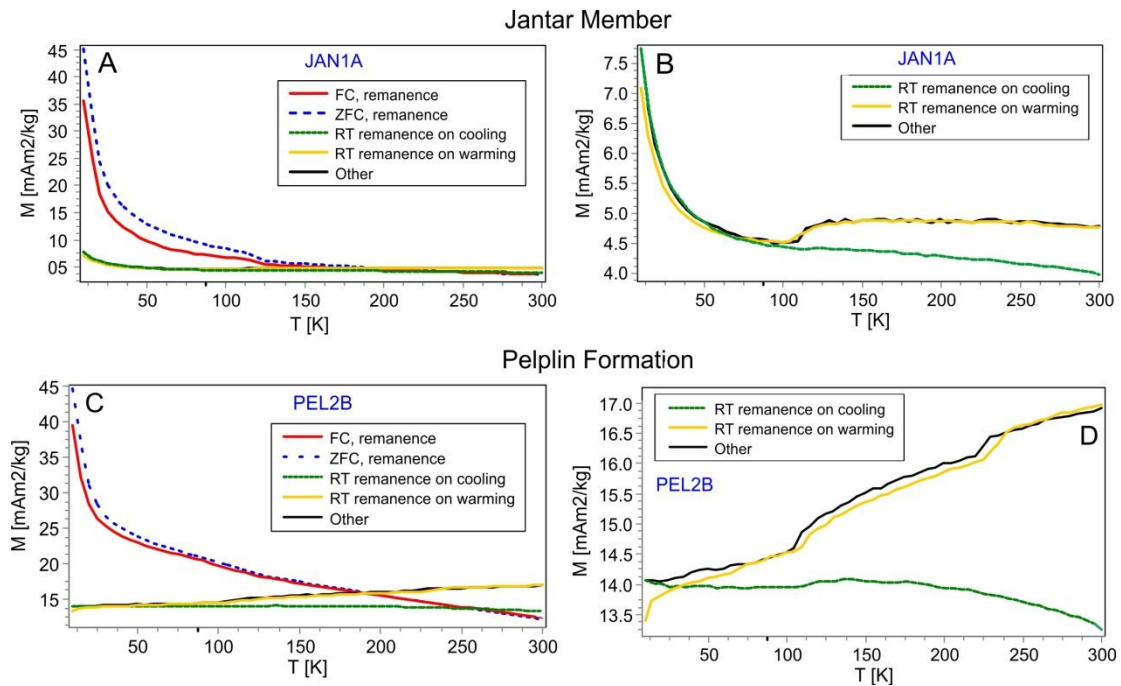 Jantar Member
A
JAN1A
FC, remanence
ZFC, remanence
RT remanence on cooling
RT remanence on warming
Other
M [mAm2/kg]
45
40
35
30
25
20
15
10
05
50
100
150
200
250
300
T [K]
B
JAN1A
RT remanence on cooling
RT remanence on warming
Other
M [mAm2/kg]
7.5
7.0
6.5
6.0
5.5
5.0
4.5
4.0
50
100
150
200
250
300
T [K]
Pelplin Formation
C
PEL2B
FC, remanence
ZFC, remanence
RT remanence on cooling
RT remanence on warming
Other
M [mAm2/kg]
45
40
35
30
25
20
15
50
100
150
200
250
300
T [K]
RT remanence on cooling
RT remanence on warming
Other
D
PEL2B
M [mAm2/kg]
17.0
16.5
16.0
15.5
15.0
14.5
14.0
13.5
50
100
150
200
250
300
T [K]